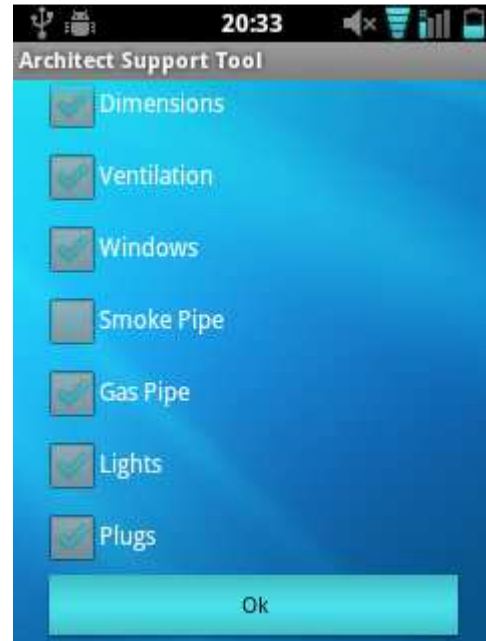 20:33
Architect Support Tool
Dimensions
Ventilation
Windows
Smoke Pipe
Gas Pipe
Lights
Plugs
Ok